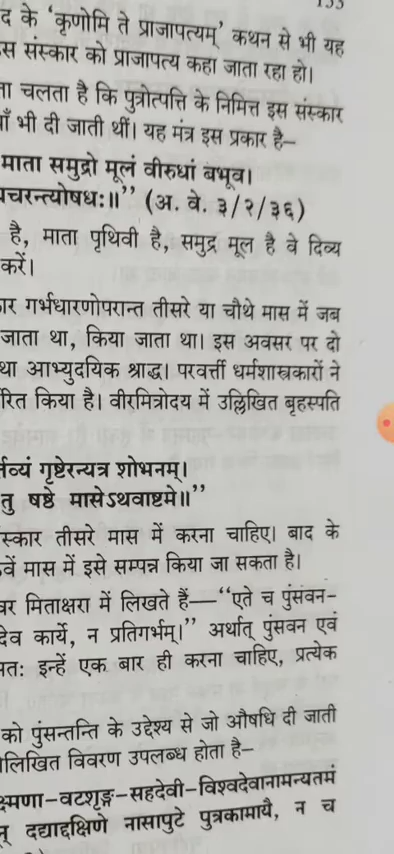 133
द के ‘कृणोमि ते प्राजापत्यम्’ कथन से भी यह
स संस्कार को प्राजापत्य कहा जाता रहा हो।
ता चलता है कि पुत्रोत्पत्ति के निमित्त इस संस्कार
याँ भी दी जाती थीं। यह मंत्र इस प्रकार है–
माता समुद्रो मूलं वीरुधां बभूव।
चरन्त्योषधः॥” (अ. वे. ३/२/३६)
है, माता पृथिवी है, समुद्र मूल है वे दिव्य
करें।
गर्भधारणोपरान्त तीसरे या चौथे मास में जब
जाता था, किया जाता था। इस अवसर पर दो
था आभ्युदयिक श्राद्ध। परवर्त्ती धर्मशास्त्रकारों ने
रित किया है। वीरमित्रोदय में उल्लिखित बृहस्पति
र्तव्यं गृष्टेरन्यत्र शोभनम्।
तु षष्ठे मासेऽथवाष्टमे॥”
स्कार तीसरे मास में करना चाहिए। बाद के
वें मास में इसे सम्पन्न किया जा सकता है।
वर मिताक्षरा में लिखते हैं—“एते च पुंसवन-
देव कार्ये, न प्रतिगर्भम्।” अर्थात् पुंसवन एवं
मतः इन्हें एक बार ही करना चाहिए, प्रत्येक
को पुंसन्तन्ति के उद्देश्य से जो औषधि दी जाती
लिखित विवरण उपलब्ध होता है–
क्ष्मणा-वटशृङ्ग-सहदेवी-विश्वदेवानामन्यतमं
न् दद्याद्दक्षिणे नासापुटे पुत्रकामायै, न च